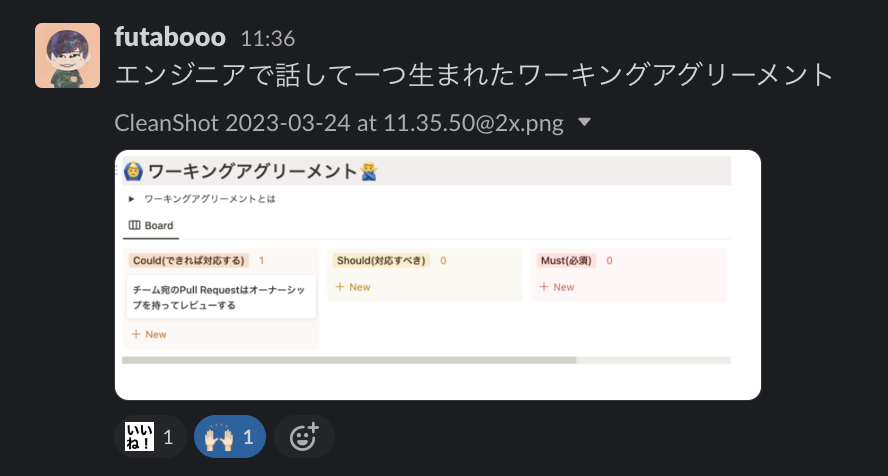 futabooo 11:36
エンジニアで話して一つ生まれたワーキングアグリーメント
CleanShot 2023-03-24 at 11.35.50@2x.png
🙆‍♂️ ワーキングアグリーメント🙅‍♂️
ワーキングアグリーメントとは
Board
Could(できれば対応する) 1
チーム宛のPull Requestはオーナーシッ
プを持ってレビューする
+ New
Should(対応すべき) 0
+ New
Must(必須) 0
+ New
いい
ね！ 1
🙌🏻 1